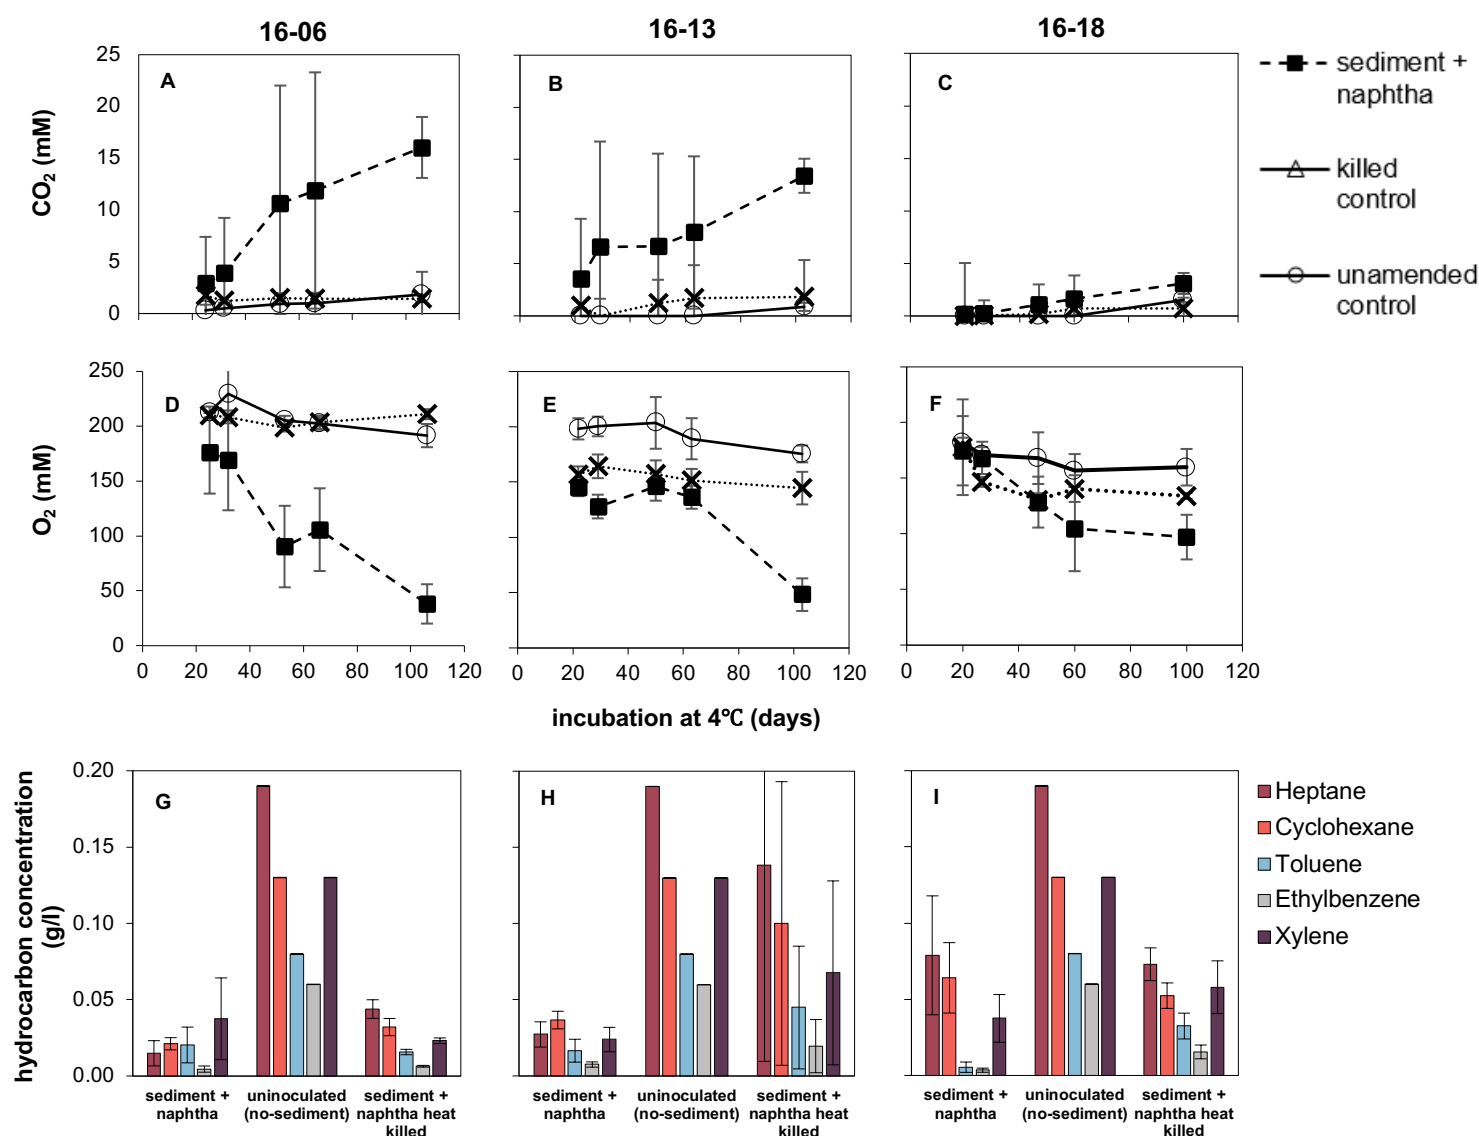 16-06
16-13
16-18
25
20
15
10
5
0
CO2 (mM)
A
B
C
sediment +
naphtha
killed
control
unamended
control
250
200
150
100
50
0
O2 (mM)
D
E
F
0 20 40 60 80 100 120
0 20 40 60 80 100 120
0 20 40 60 80 100 120
incubation at 4℃ (days)
0.20
0.15
0.10
0.05
0.00
hydrocarbon concentration
(g/l)
G
H
I
Heptane
Cyclohexane
Toluene
Ethylbenzene
Xylene
sediment +
naphtha
uninoculated
(no-sediment)
sediment +
naphtha heat
killed
sediment +
naphtha
uninoculated
(no-sediment)
sediment +
naphtha heat
killed
sediment +
naphtha
uninoculated
(no-sediment)
sediment +
naphtha heat
killed